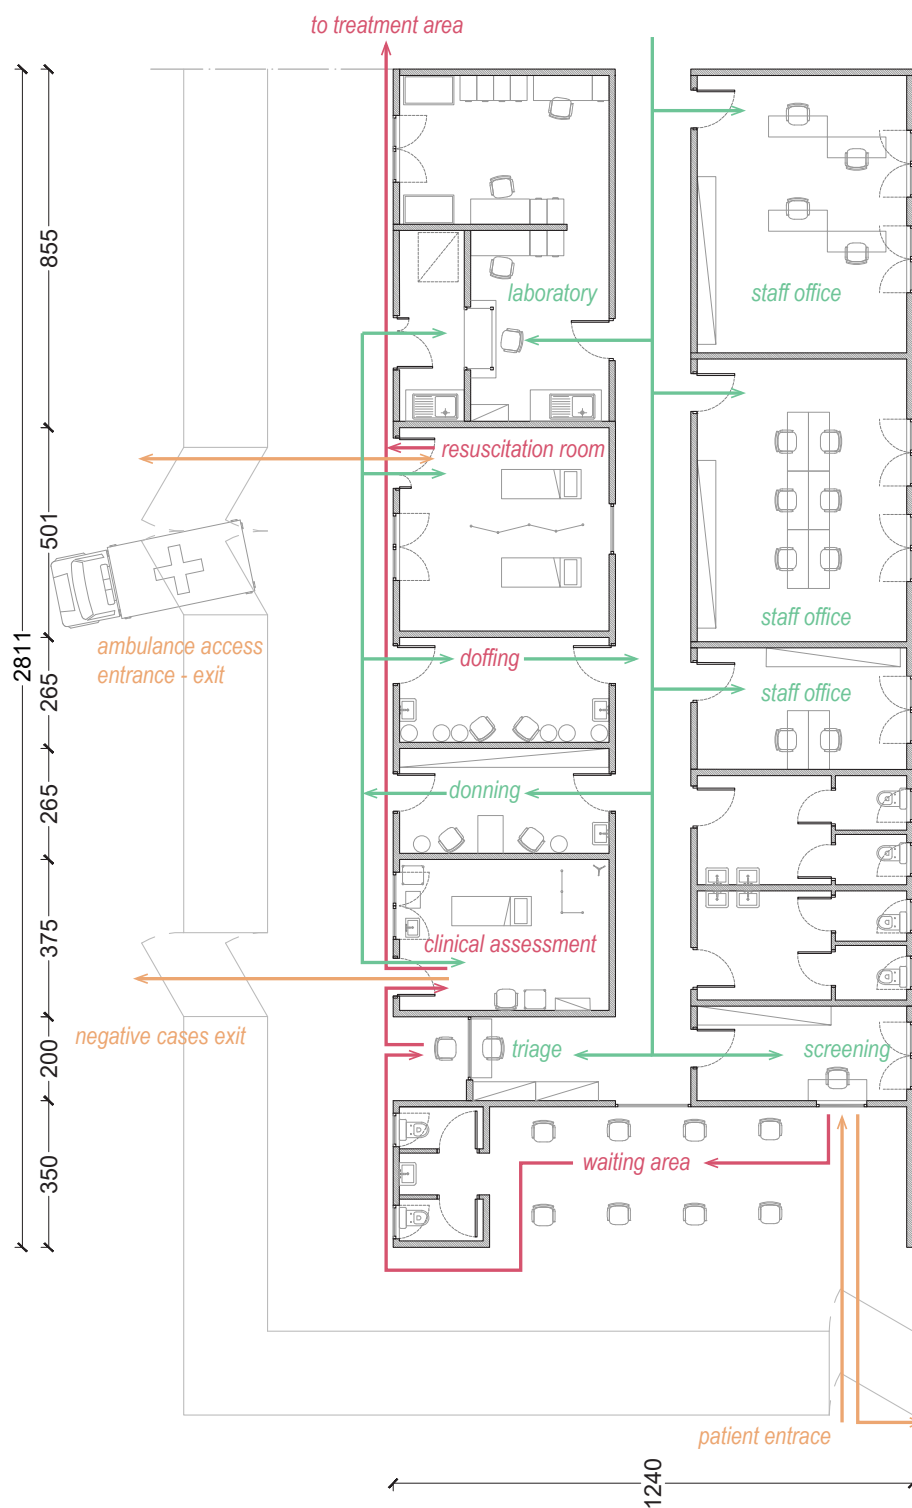 to treatment area
855
laboratory
staff office
resuscitation room
501
staff office
ambulance access
entrance - exit
2811
doffing
265
staff office
donning
265
375
clinical assessment
negative cases exit
200
triage
screening
waiting area
350
patient entrace
1240